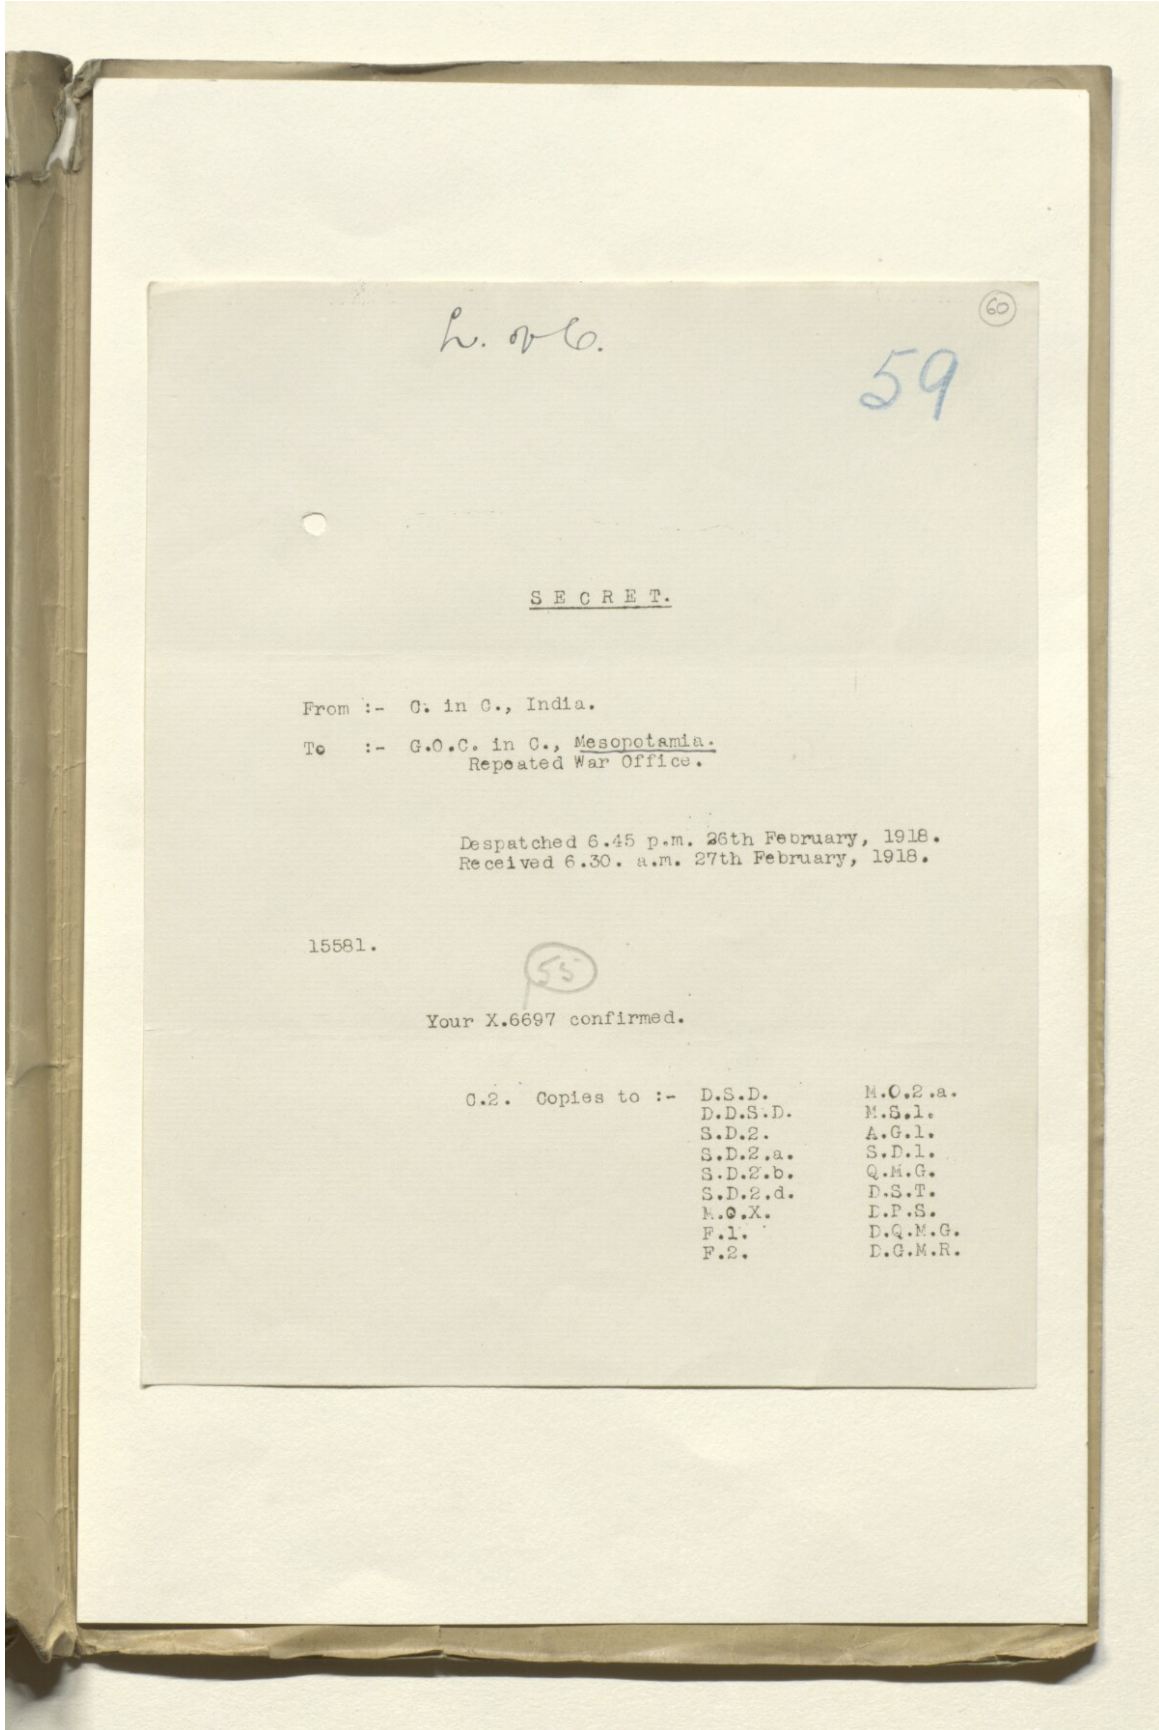 60
L. of C.
59
S E C R E T.
From :- C. in C., India.
To :- G.O.C. in C., Mesopotamia.
Repeated War Office.
Despatched 6.45 p.m. 26th February, 1918.
Received 6.30. a.m. 27th February, 1918.
15581.
55
Your X.6697 confirmed.
C.2. Copies to :- D.S.D. M.O.2.a.
D.D.S.D. M.S.1.
S.D.2. A.G.1.
S.D.2.a. S.D.1.
S.D.2.b. Q.M.G.
S.D.2.d. D.S.T.
M.O.X. D.P.S.
F.1. D.Q.M.G.
F.2. D.G.M.R.